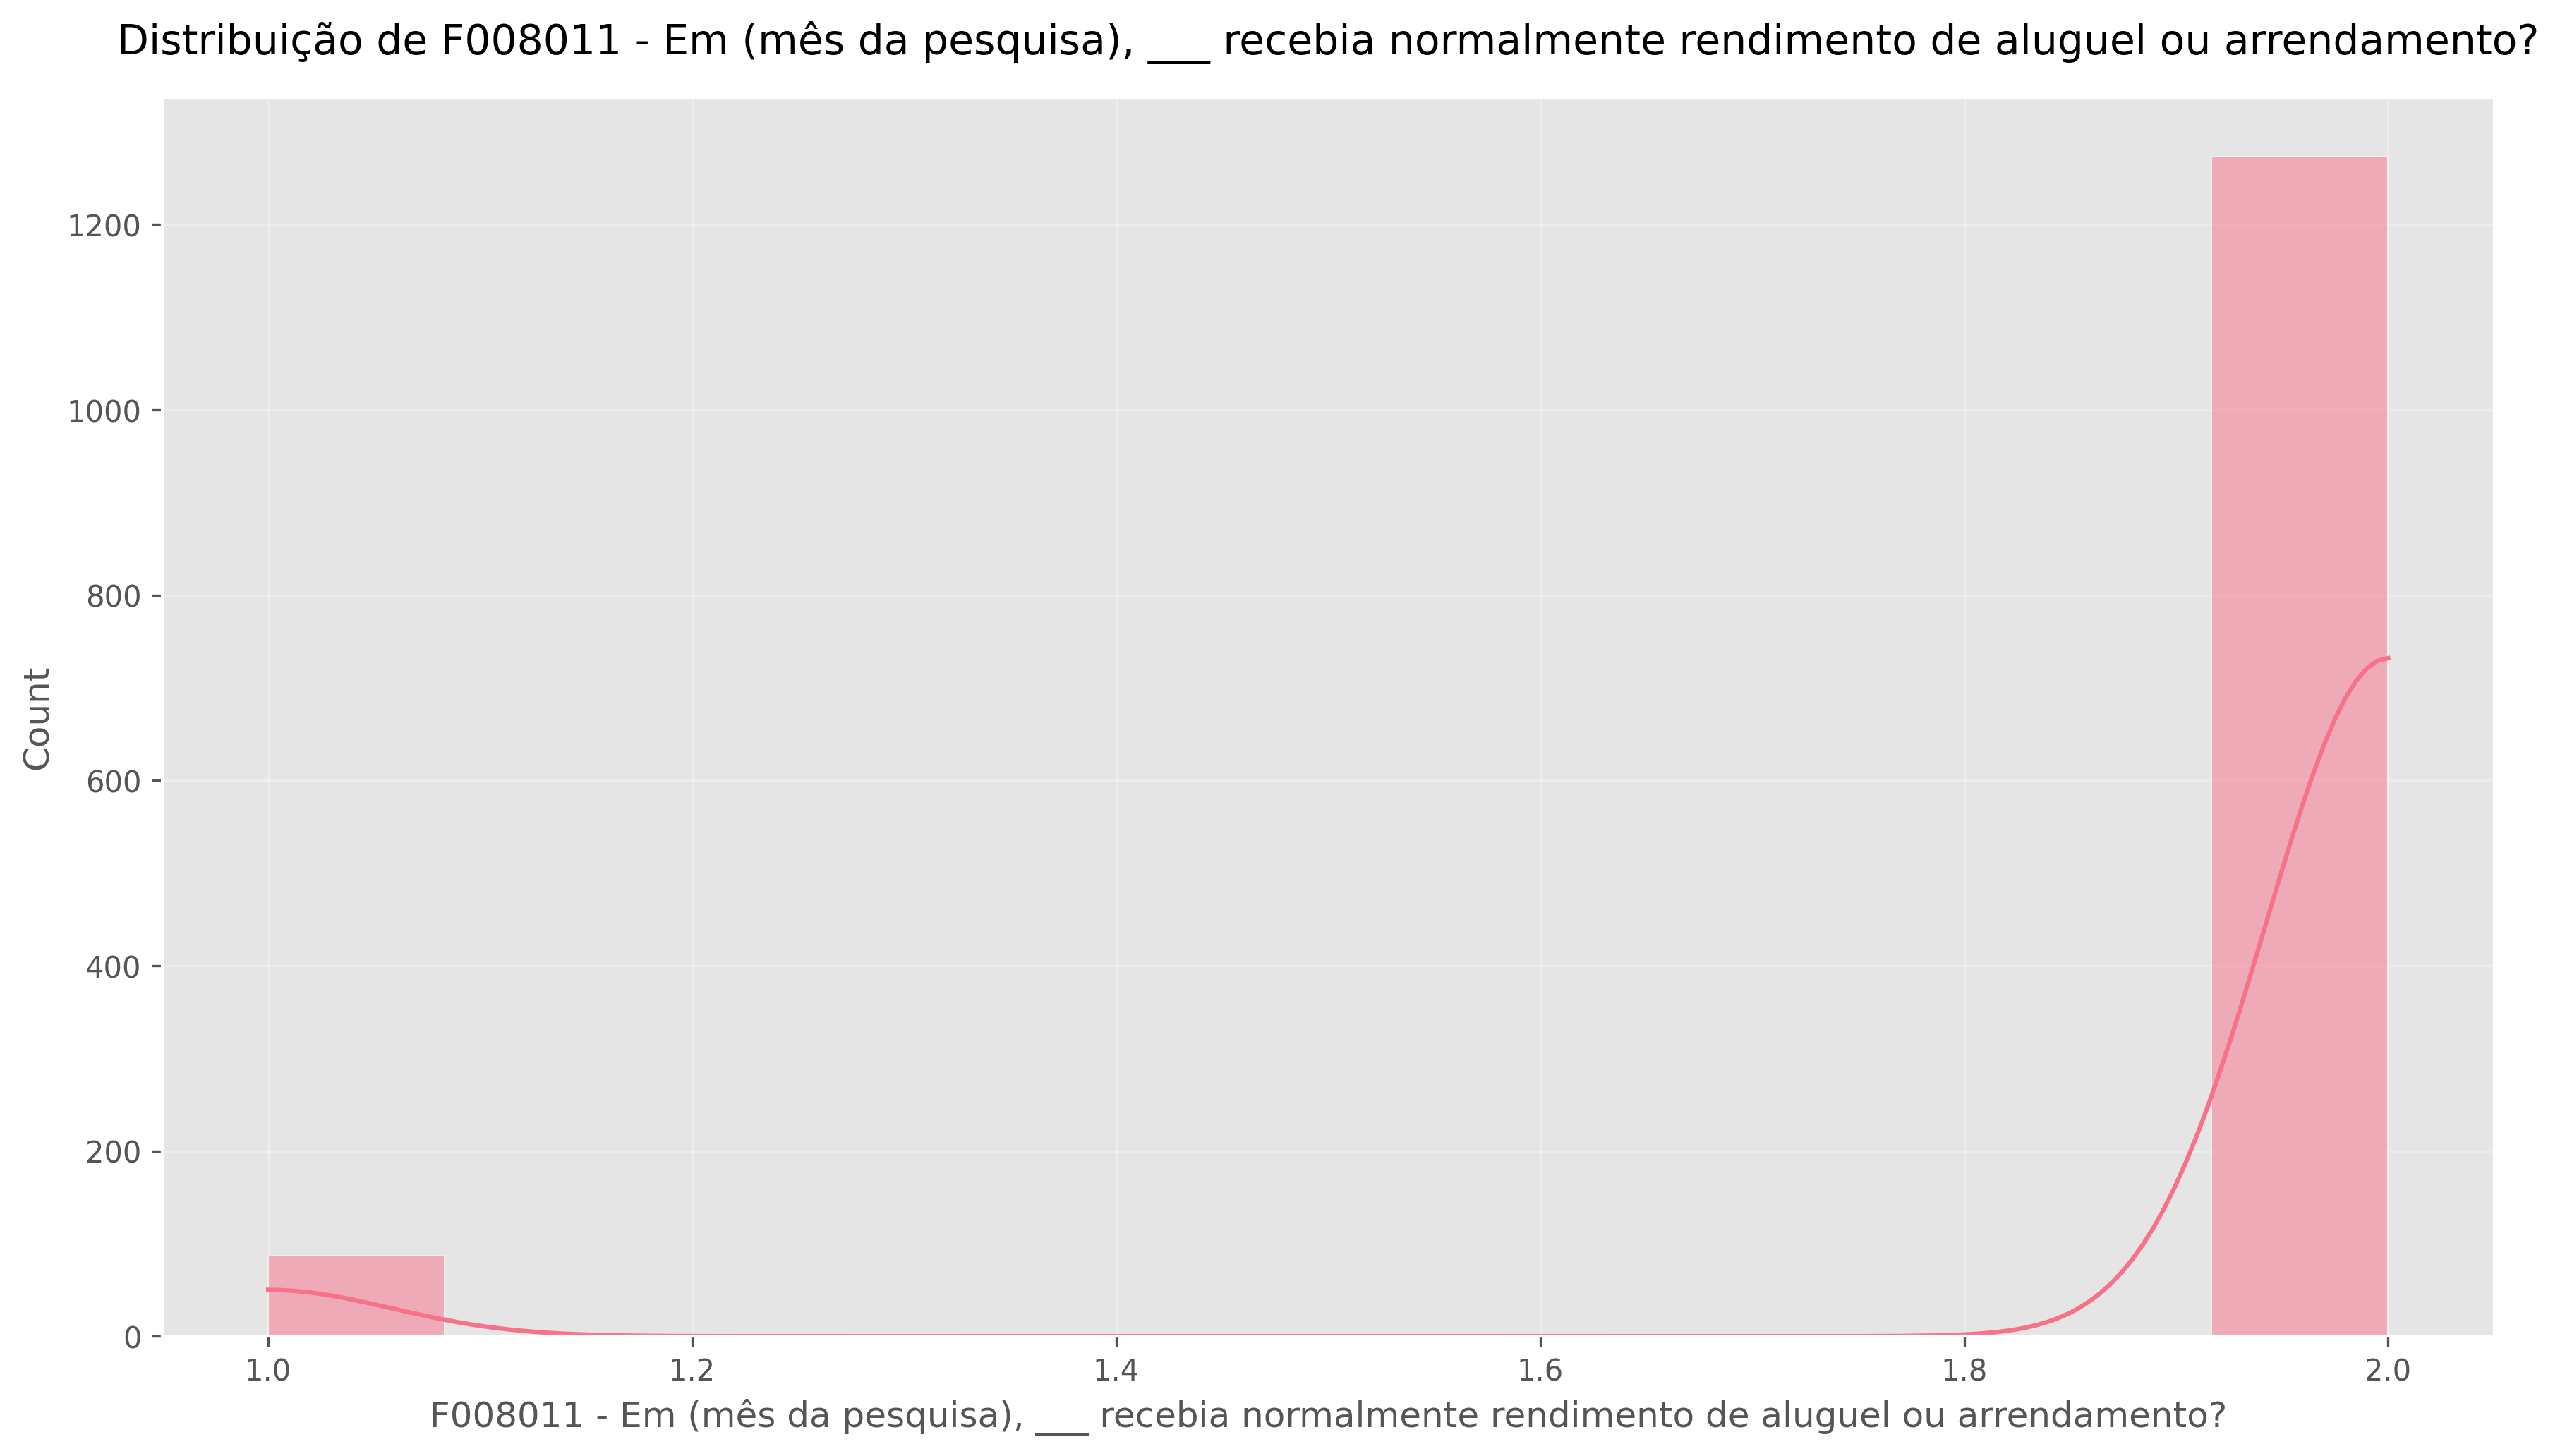 Distribuição de F008011 - Em (mês da pesquisa), ___ recebia normalmente rendimento de aluguel ou arrendamento?
1200
1000
800
600
400
200
0
Count
1.0 1.2 1.4 1.6 1.8 2.0
F008011 - Em (mês da pesquisa), ___ recebia normalmente rendimento de aluguel ou arrendamento?